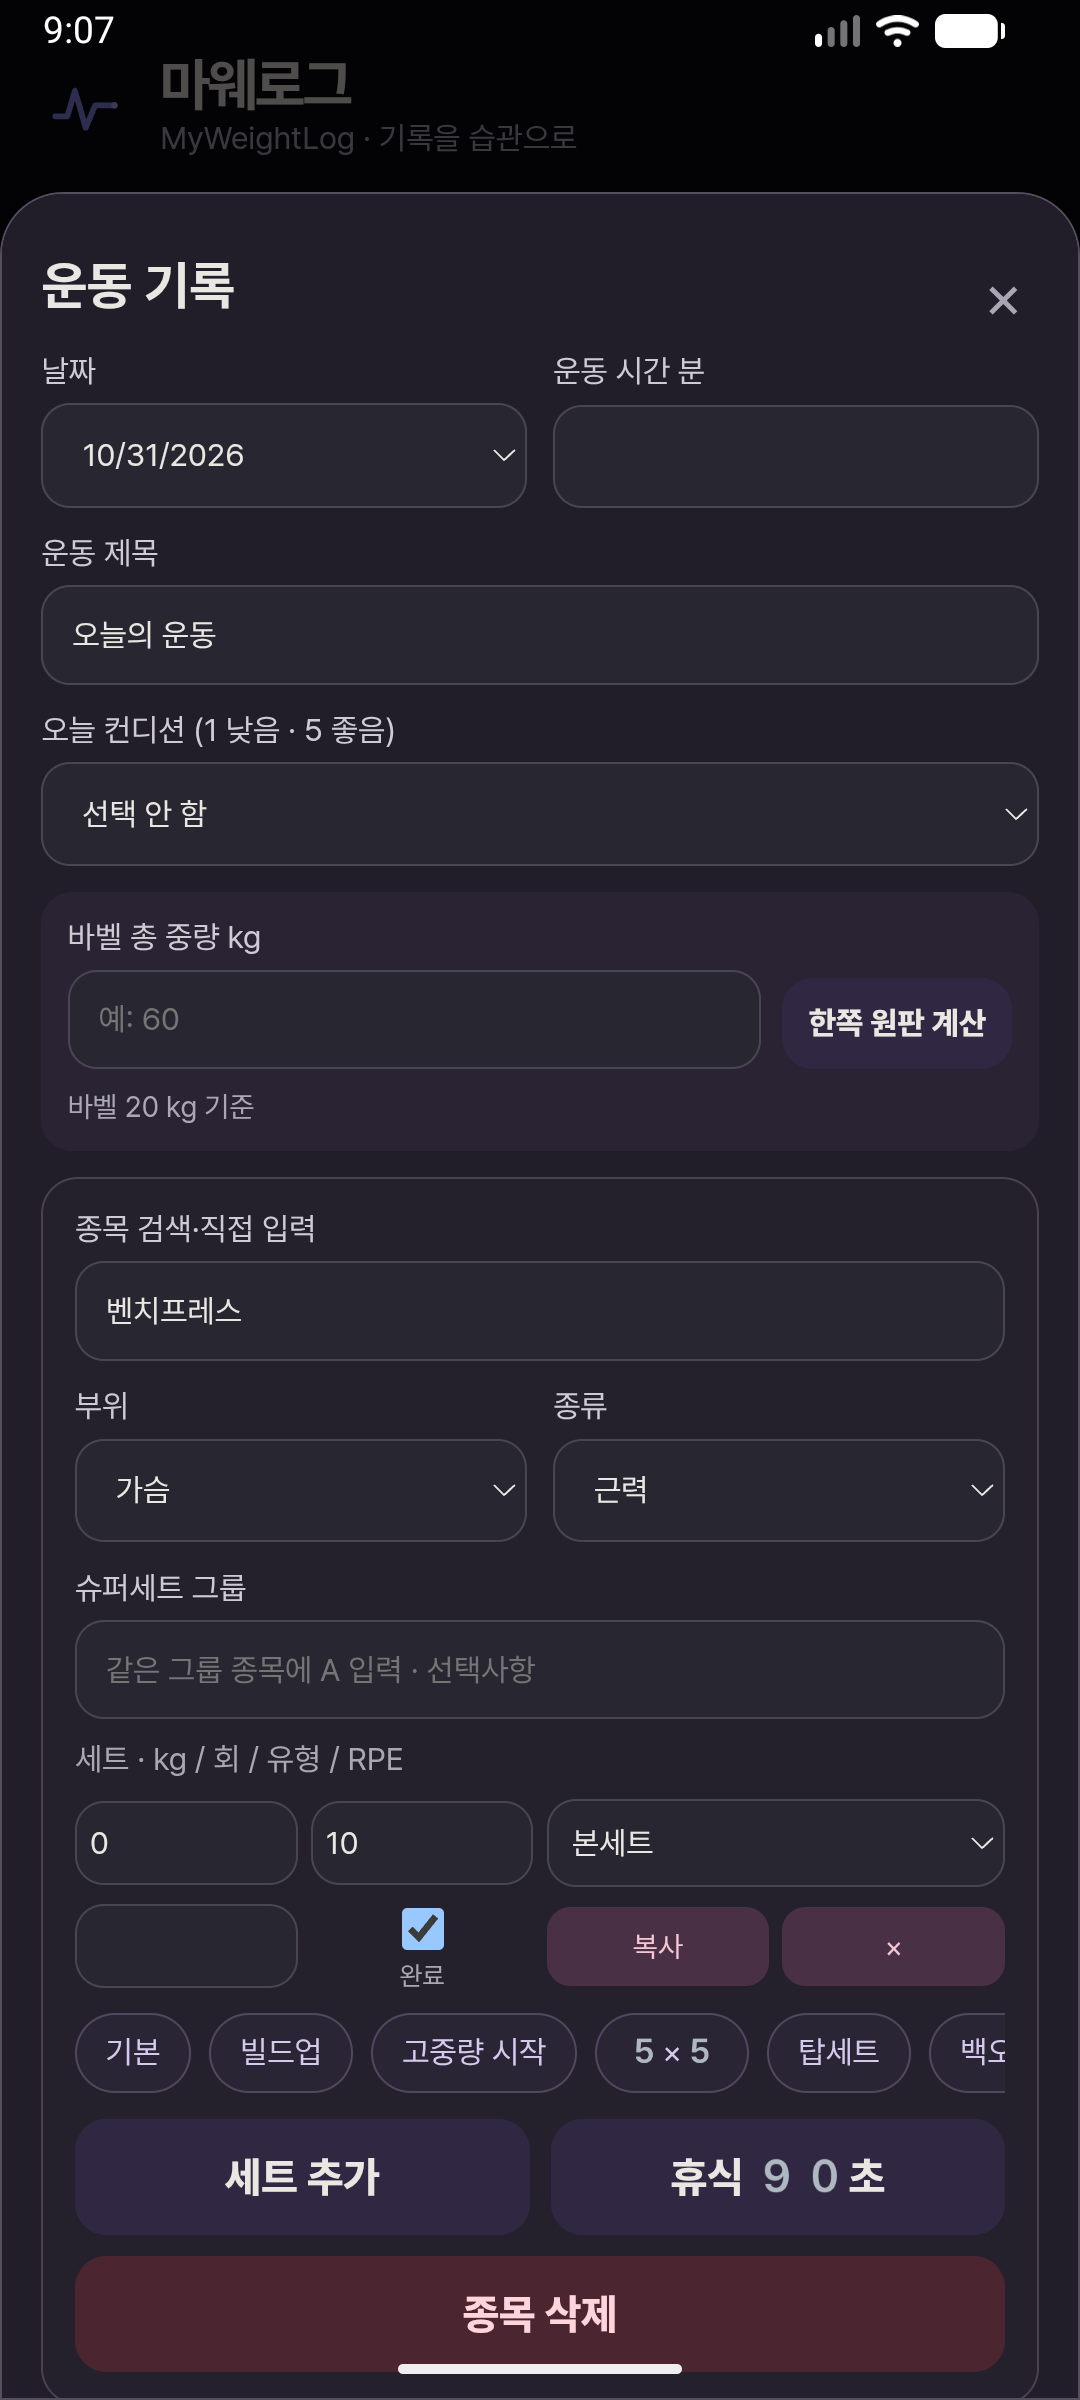 9:07
마웨로그
MyWeightLog · 기록을 습관으로
운동 기록
×
날짜
운동 시간 분
10/31/2026
운동 제목
오늘의 운동
오늘 컨디션 (1 낮음 · 5 좋음)
선택 안 함
바벨 총 중량 kg
예: 60
한쪽 원판 계산
바벨 20 kg 기준
종목 검색·직접 입력
벤치프레스
부위
종류
가슴
근력
슈퍼세트 그룹
같은 그룹 종목에 A 입력 · 선택사항
세트 · kg / 회 / 유형 / RPE
0
10
본세트
완료
복사
×
기본
빌드업
고중량 시작
5 × 5
탑세트
세트 추가
휴식 90초
종목 삭제